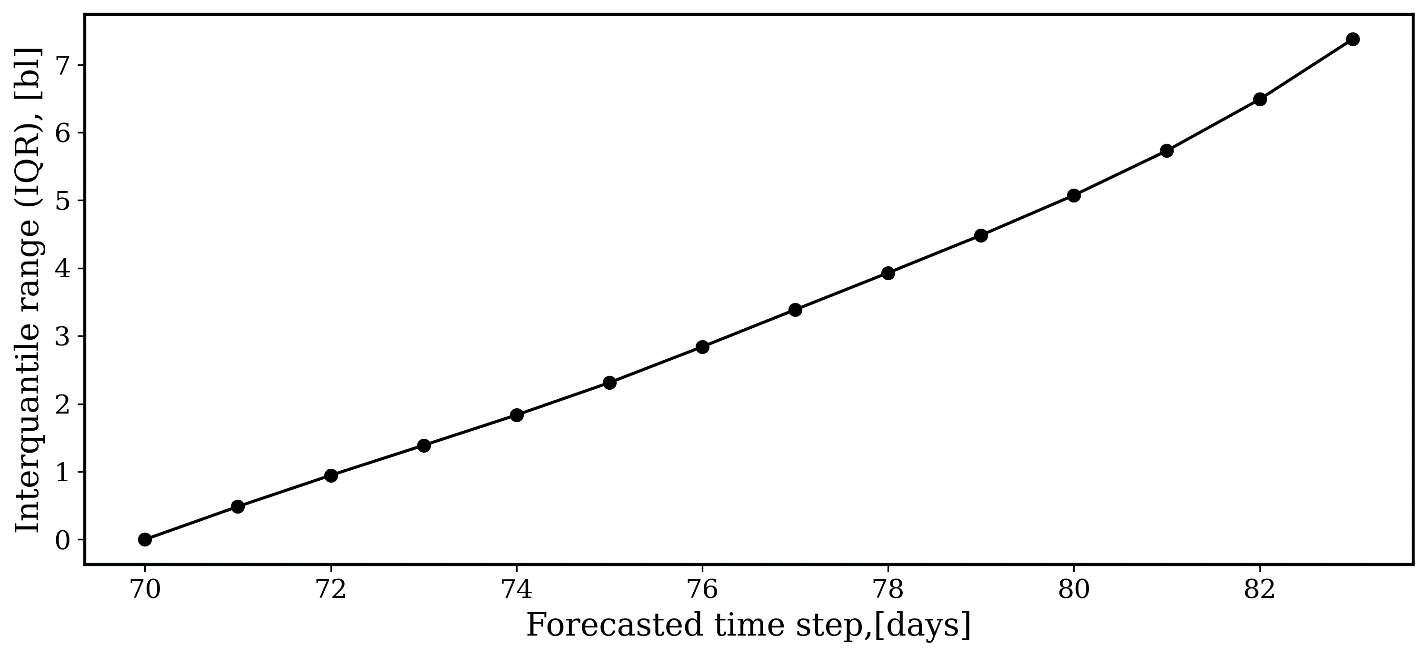 Interquantile range (IQR), [bl]
7
6
5
4
3
2
1
0
70 72 74 76 78 80 82
Forecasted time step,[days]